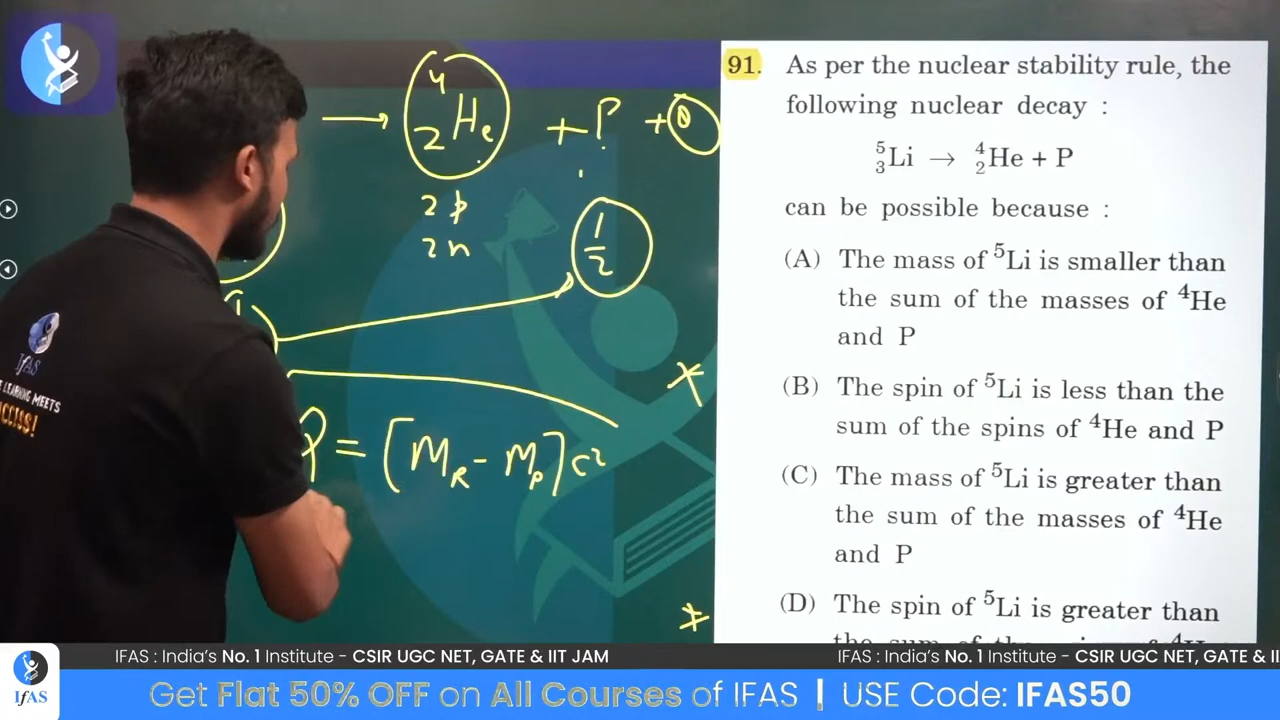 ⁴₂He + P + Q
2p
2n
1/2
Q = [M_R - M_P]c²
IFAS
LEARNING MEETS
91. As per the nuclear stability rule, the
following nuclear decay :
⁵₃Li → ⁴₂He + P
can be possible because :
(A) The mass of ⁵Li is smaller than
the sum of the masses of ⁴He
and P
(B) The spin of ⁵Li is less than the
sum of the spins of ⁴He and P
(C) The mass of ⁵Li is greater than
the sum of the masses of ⁴He
and P
(D) The spin of ⁵Li is greater than
IFAS : India's No. 1 Institute - CSIR UGC NET, GATE & IIT JAM
IFAS : India's No. 1 Institute - CSIR UGC NET, GATE & II
IFAS
Get Flat 50% OFF on All Courses of IFAS | USE Code: IFAS50